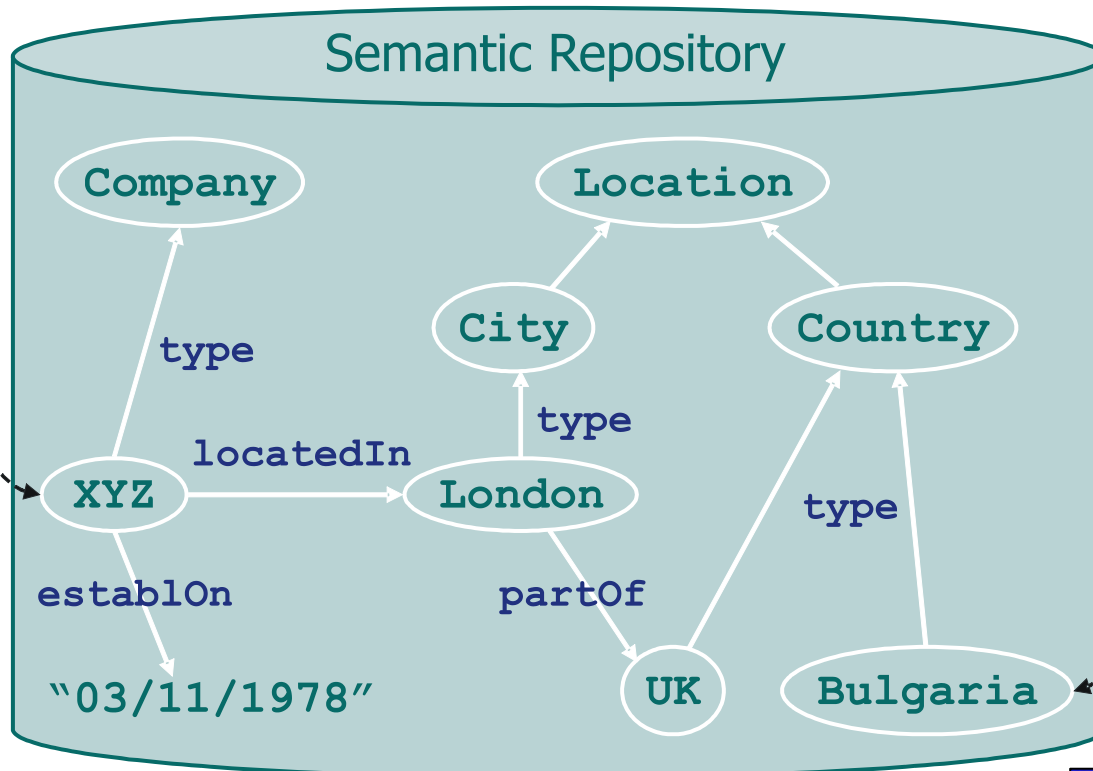 Semantic Repository
Company
Location
City
Country
type
type
locatedIn
XYZ
London
type
establOn
partOf
“03/11/1978”
UK
Bulgaria